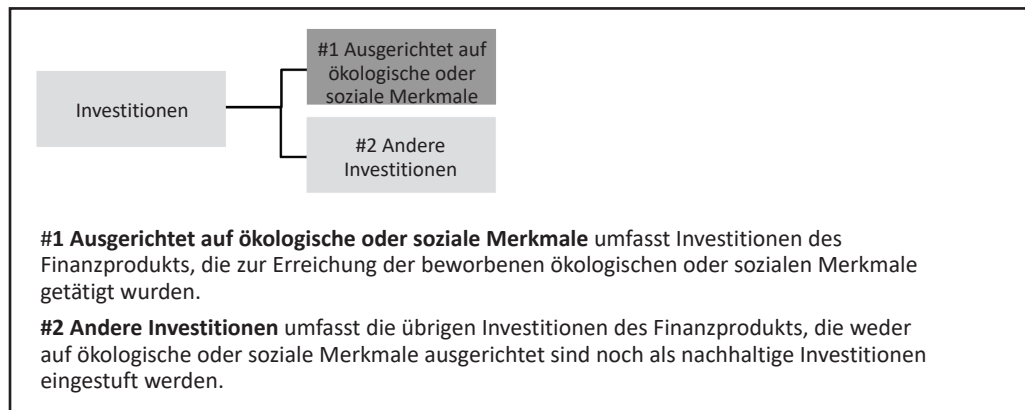 #1 Ausgerichtet auf
ökologische oder
soziale Merkmale
Investitionen
#2 Andere
Investitionen
#1 Ausgerichtet auf ökologische oder soziale Merkmale umfasst Investitionen des
Finanzprodukts, die zur Erreichung der beworbenen ökologischen oder sozialen Merkmale
getätigt wurden.
#2 Andere Investitionen umfasst die übrigen Investitionen des Finanzprodukts, die weder
auf ökologische oder soziale Merkmale ausgerichtet sind noch als nachhaltige Investitionen
eingestuft werden.